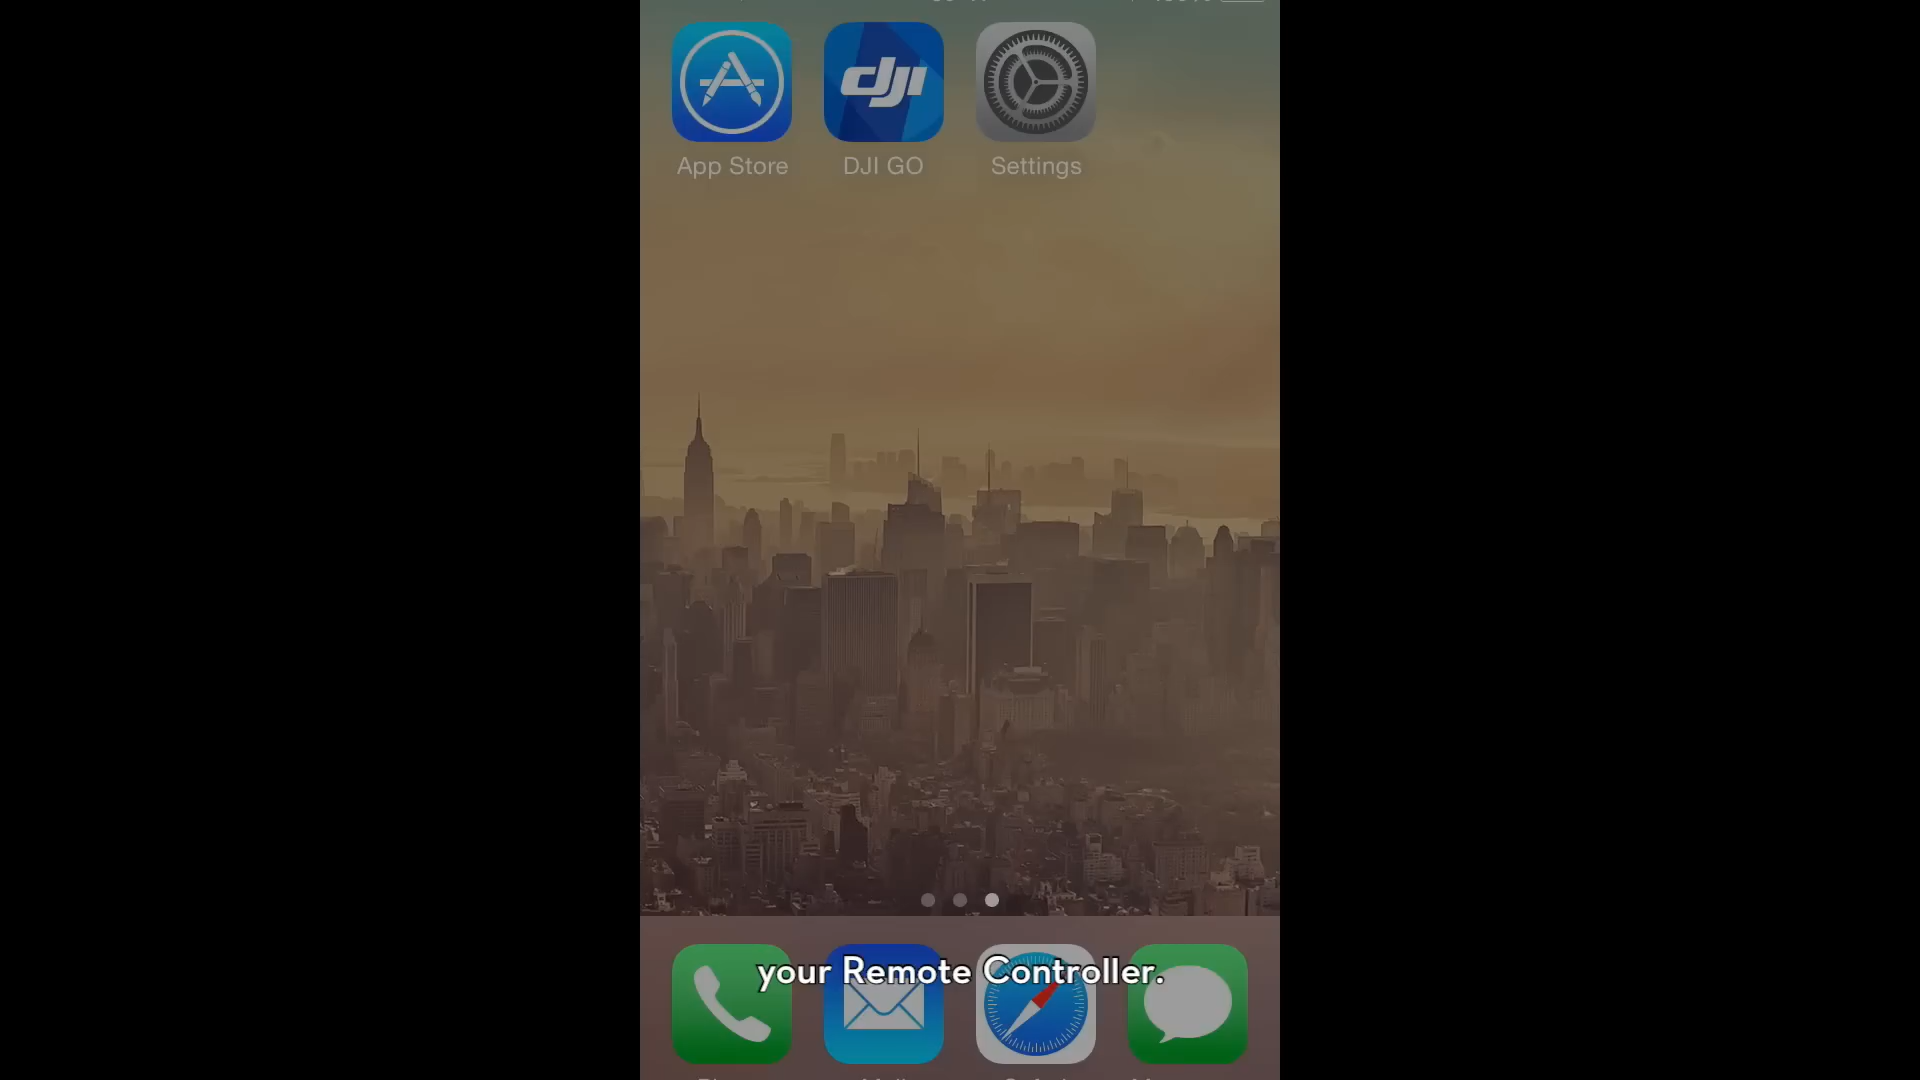 dji
App Store
DJI GO
Settings
your Remote Controller.